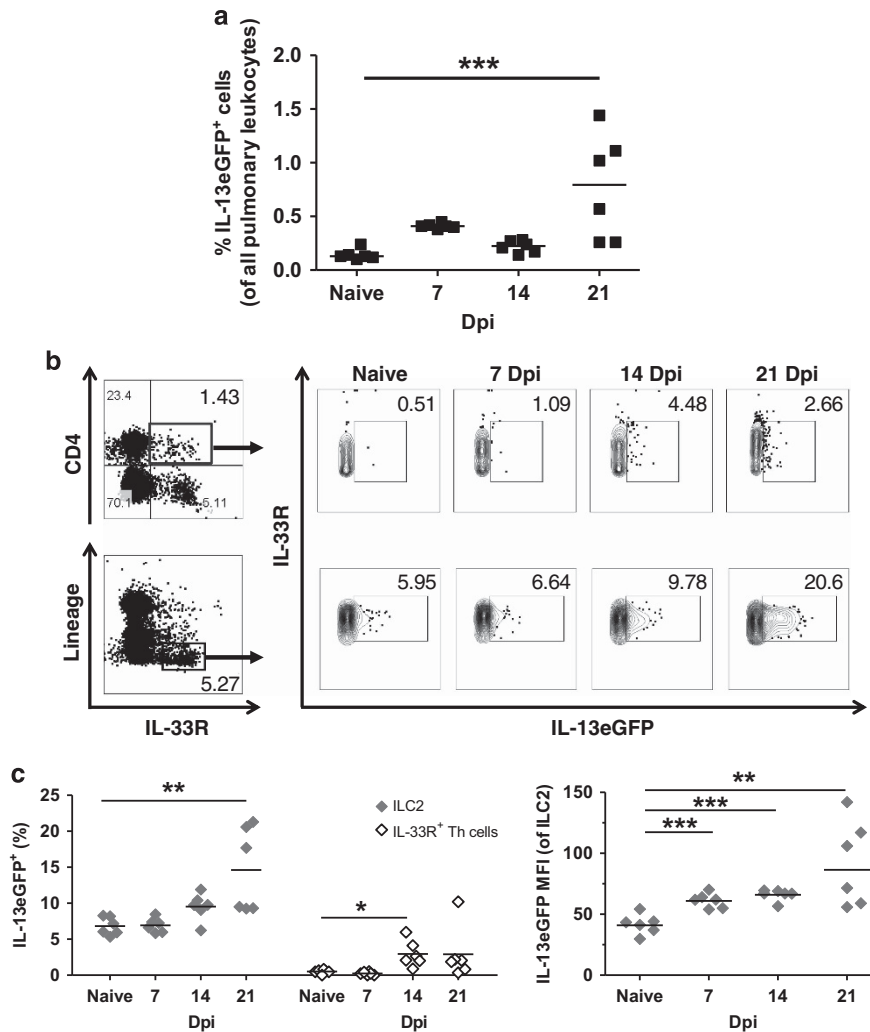 a
2.0
1.5
1.0
0.5
0.0
% IL-13eGFP+ cells
(of all pulmonary leukocytes)
***
Naive 7 14 21
Dpi
b
CD4
23.4 1.43
70.1 5.11
Lineage
5.27
IL-33R
Naive 7 Dpi 14 Dpi 21 Dpi
IL-33R
0.51 1.09 4.48 2.66
5.95 6.64 9.78 20.6
IL-13eGFP
c
IL-13eGFP+ (%)
25
20
15
10
5
0
**
*
ILC2
IL-33R+ Th cells
Naive 7 14 21 Naive 7 14 21
Dpi Dpi
IL-13eGFP MFI (of ILC2)
150
100
50
0
**
***
***
Naive 7 14 21
Dpi